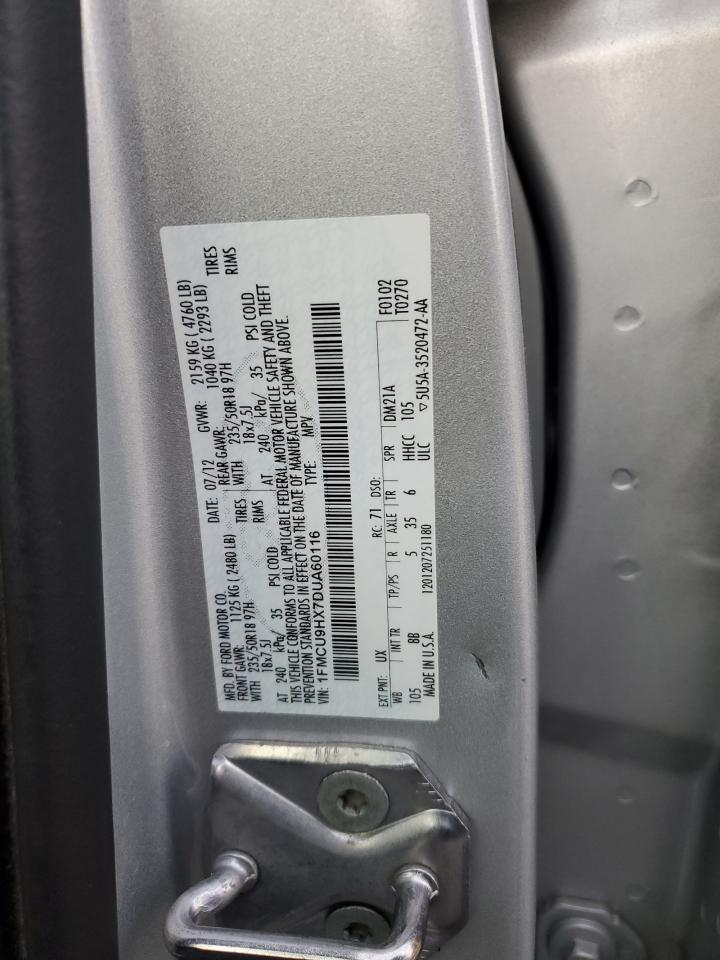 MFD. BY FORD MOTOR CO. DATE: 07/12 GVWR: 2159 KG ( 4760 LB)
FRONT GAWR: 1125 KG ( 2480 LB) REAR GAWR: 1040 KG ( 2293 LB)
WITH 235/50R18 97H TIRES WITH 235/50R18 97H TIRES
18x7.5J RIMS 18x7.5J RIMS
AT 240 kPa/ 35 PSI COLD AT 240 kPa/ 35 PSI COLD
THIS VEHICLE CONFORMS TO ALL APPLICABLE FEDERAL MOTOR VEHICLE SAFETY AND THEFT
PREVENTION STANDARDS IN EFFECT ON THE DATE OF MANUFACTURE SHOWN ABOVE.
VIN: 1FMCU9HX7DUA60116 TYPE: MPV
EXT PNT: UX RC: 71 DSO: F0102
WB INT TR TP/PS R AXLE TR SPR DM21A T0270
105 8B 5 35 6 HHCC 105
MADE IN U.S.A. 1201207251180 ULC ▽5U5A-3520472-AA